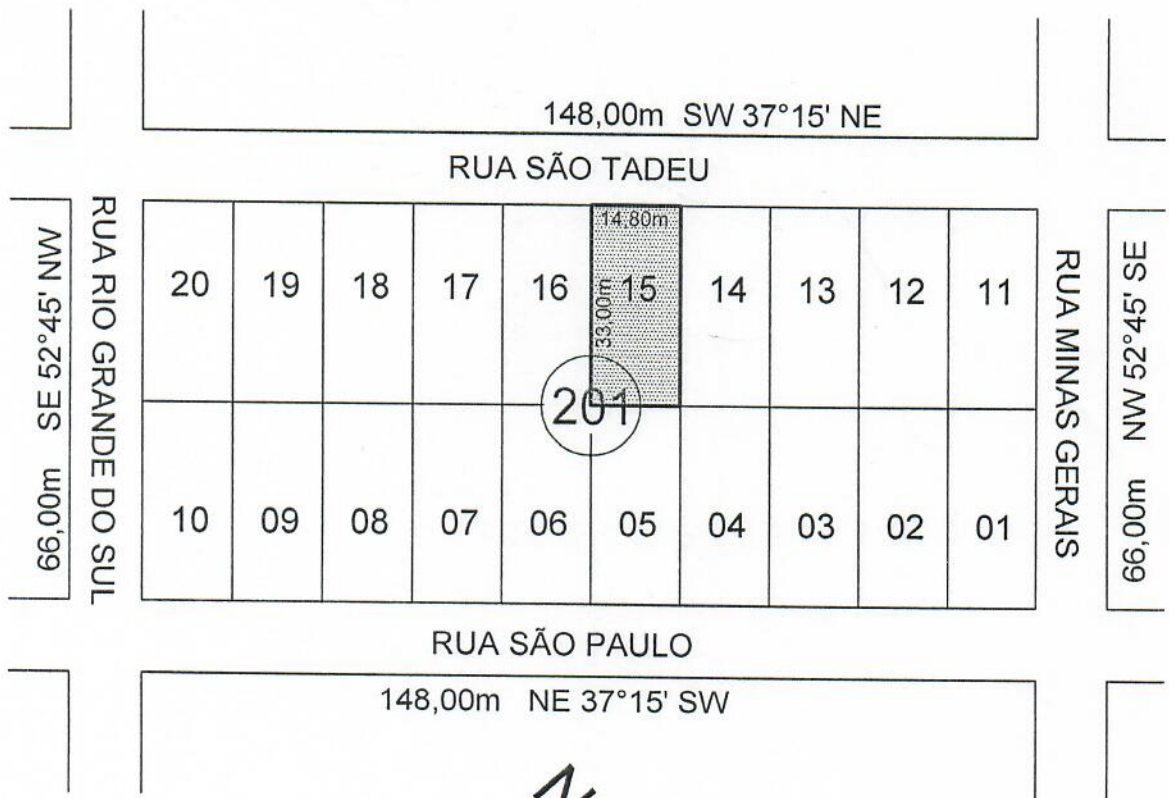 148,00m SW 37°15' NE
RUA SÃO TADEU
66,00m SE 52°45' NW
RUA RIO GRANDE DO SUL
20 19 18 17 16 15 14 13 12 11
14,80m
33,00m
201
10 09 08 07 06 05 04 03 02 01
RUA MINAS GERAIS
66,00m NW 52°45' SE
RUA SÃO PAULO
148,00m NE 37°15' SW
N